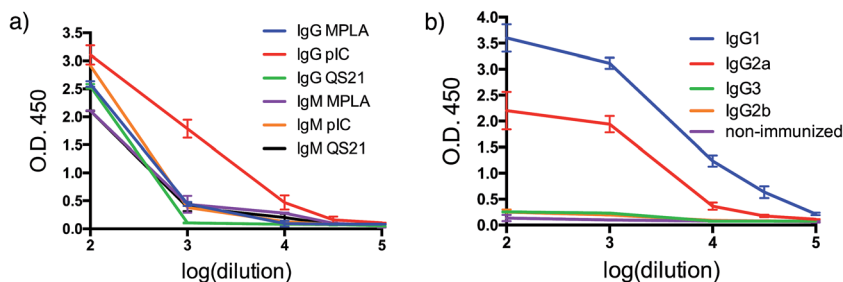 a)
O.D. 450
3.5
3.0
2.5
2.0
1.5
1.0
0.5
0.0
2
3
4
5
log(dilution)
IgG MPLA
IgG pIC
IgG QS21
IgM MPLA
IgM pIC
IgM QS21
b)
O.D. 450
4.0
3.5
3.0
2.5
2.0
1.5
1.0
0.5
0.0
2
3
4
5
log(dilution)
IgG1
IgG2a
IgG3
IgG2b
non-immunized